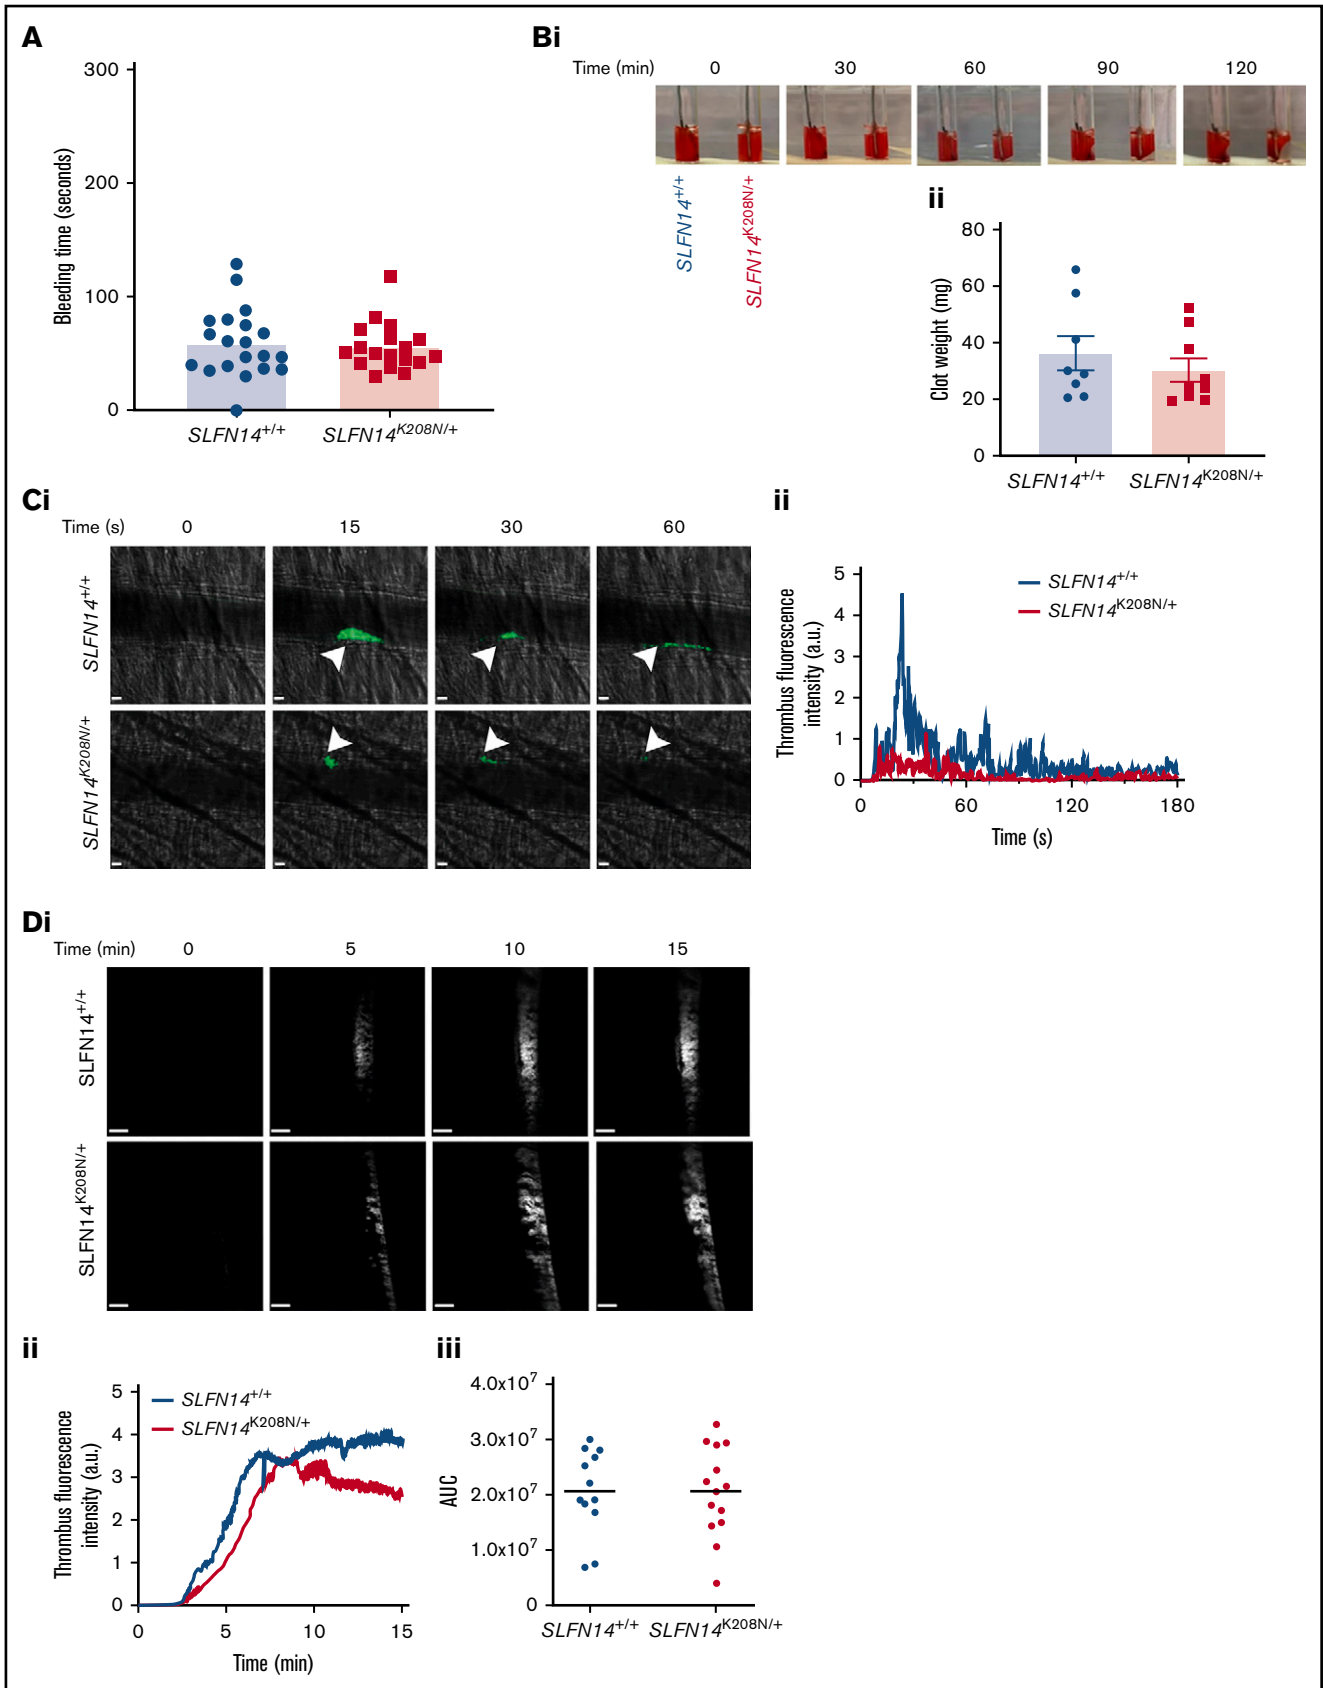 A
300
200
100
0
Bleeding time (seconds)
SLFN14+/+
SLFN14K208N/+
Bi
Time (min) 0 30 60 90 120
SLFN14+/+
SLFN14K208N/+
ii
80
60
40
20
0
Clot weight (mg)
SLFN14+/+
SLFN14K208N/+
Ci
Time (s) 0 15 30 60
SLFN14+/+
SLFN14K208N/+
ii
SLFN14+/+
SLFN14K208N/+
5
4
3
2
1
0
Thrombus fluorescence
intensity (a.u.)
0 60 120 180
Time (s)
Di
Time (min) 0 5 10 15
SLFN14+/+
SLFN14K208N/+
ii
SLFN14+/+
SLFN14K208N/+
5
4
3
2
1
0
Thrombus fluorescence
intensity (a.u.)
0 5 10 15
Time (min)
iii
4.0x10⁷
3.0x10⁷
2.0x10⁷
1.0x10⁷
0
AUC
SLFN14+/+
SLFN14K208N/+